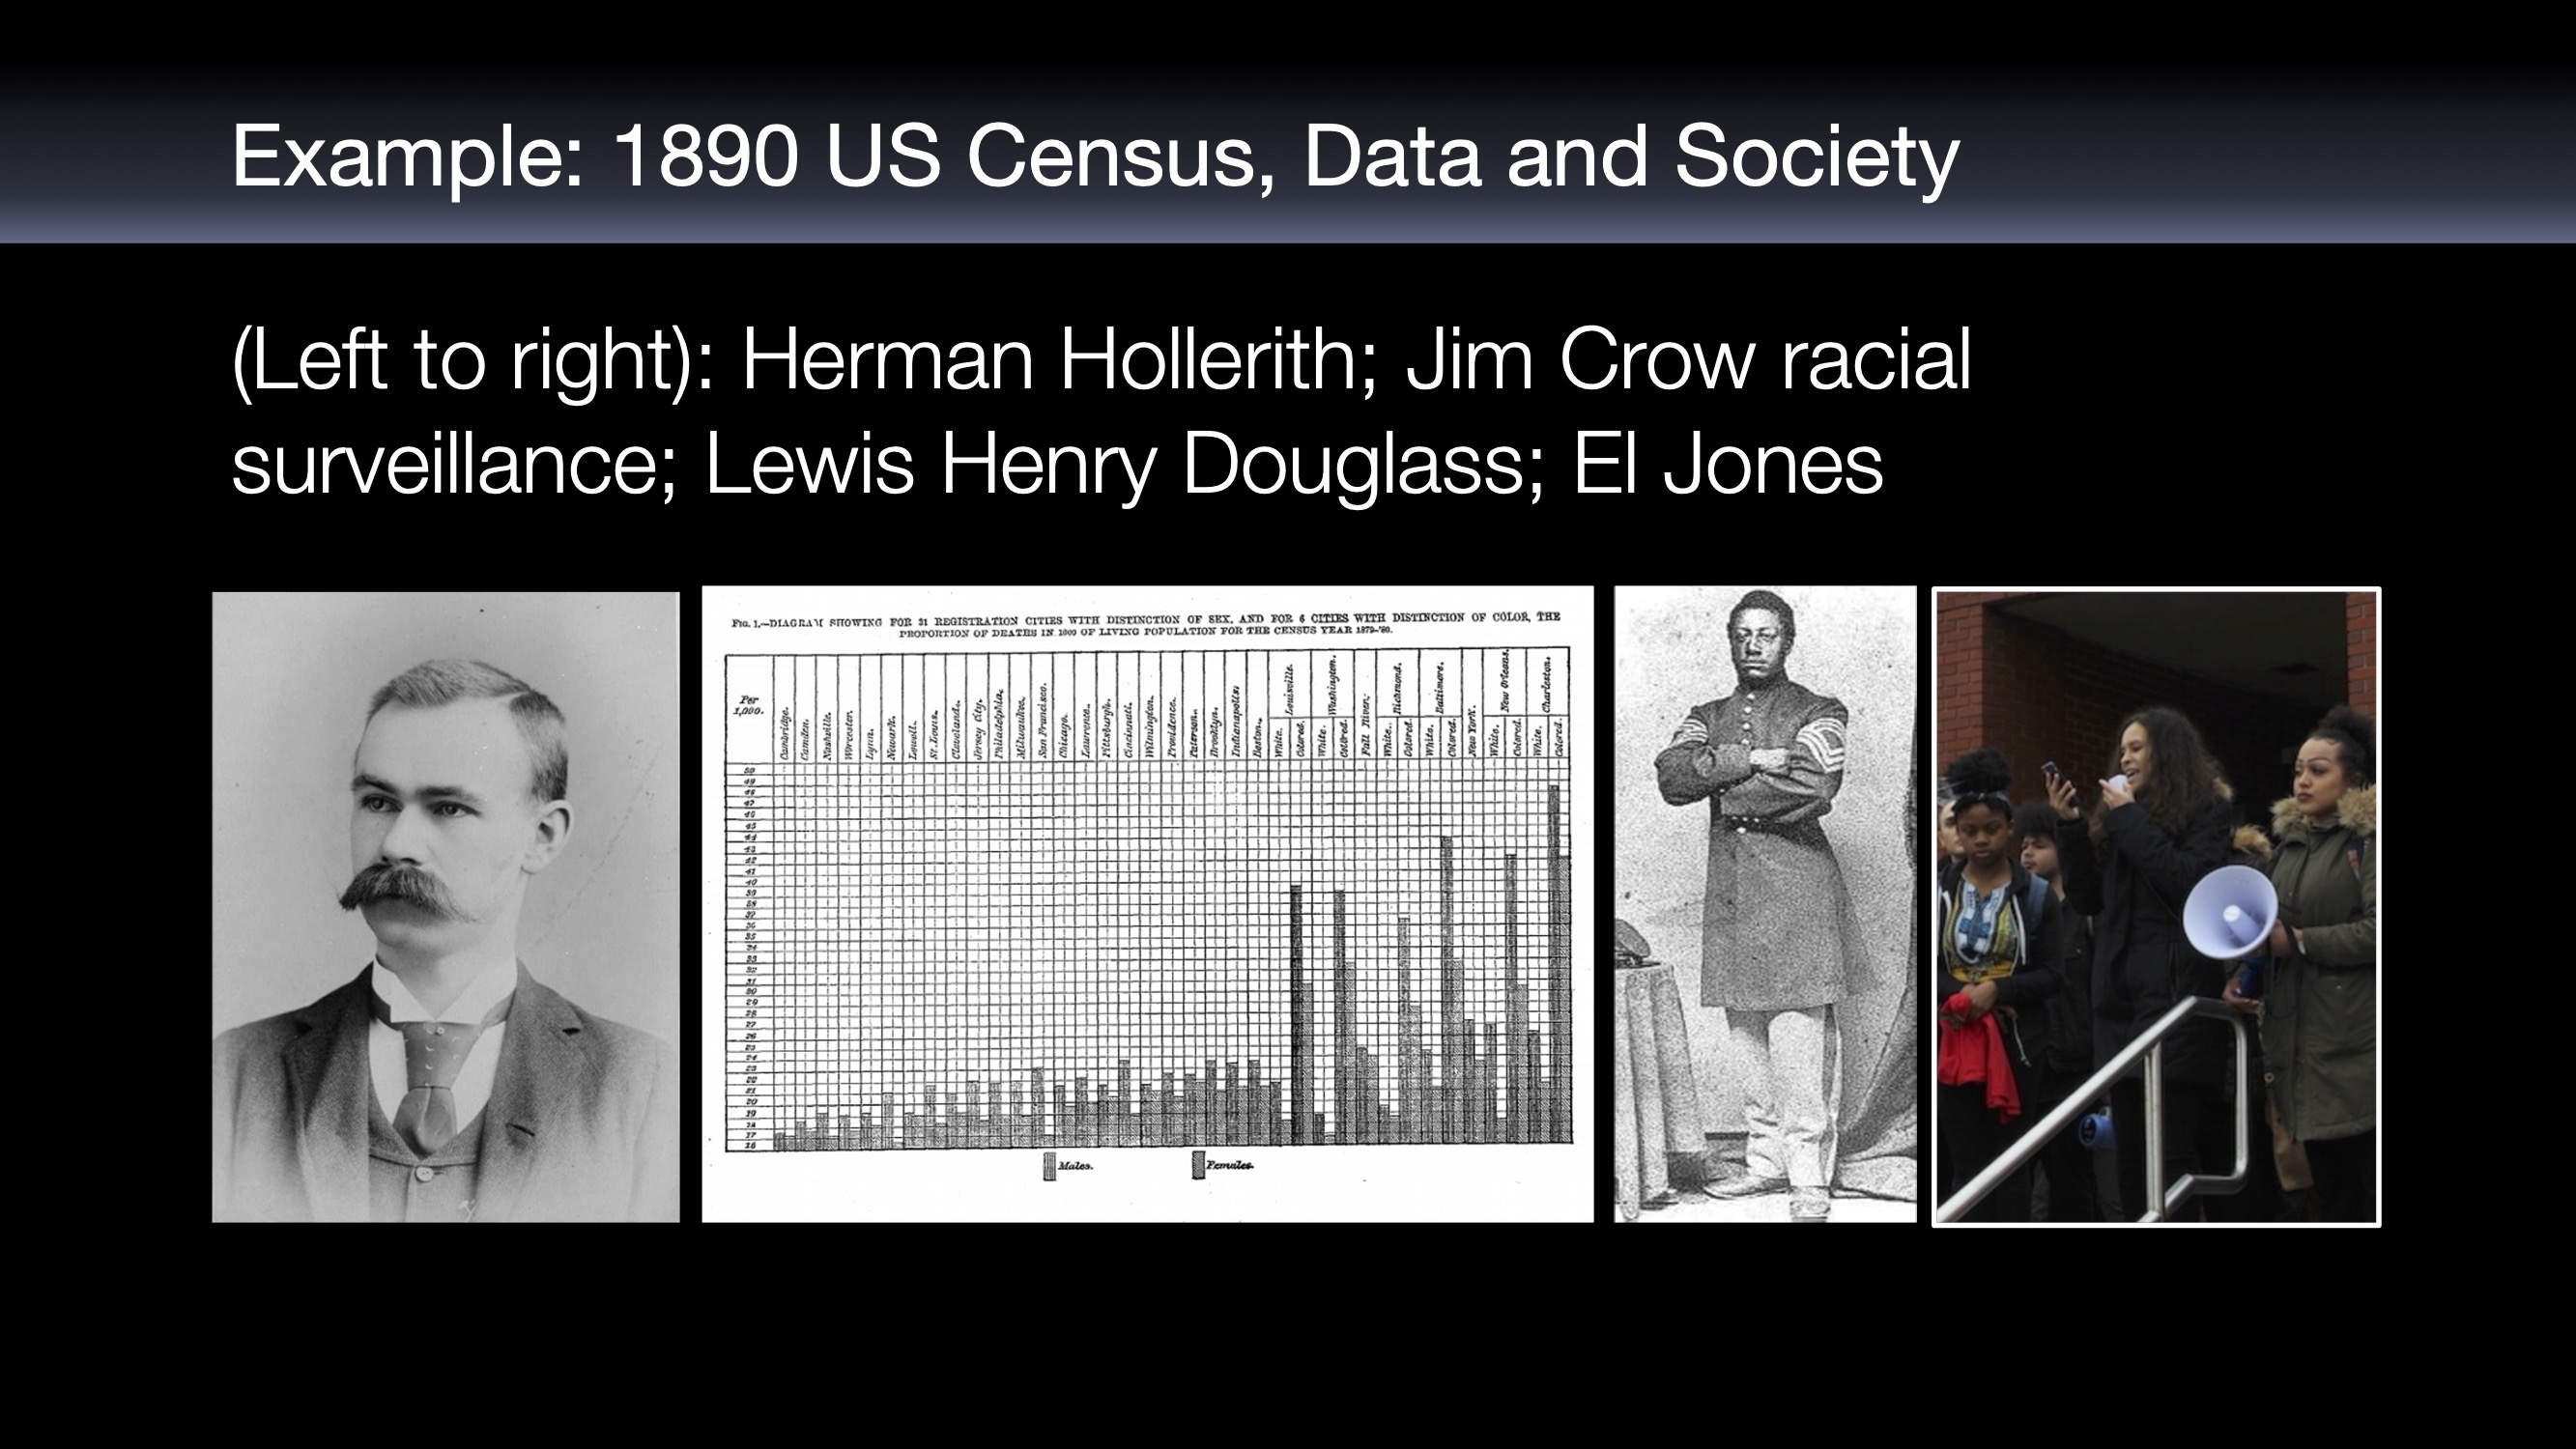 Example: 1890 US Census, Data and Society
(Left to right): Herman Hollerith; Jim Crow racial
surveillance; Lewis Henry Douglass; El Jones
FIG. 1.—DIAGRAM SHOWING FOR 31 REGISTRATION CITIES WITH DISTINCTION OF SEX, AND FOR 6 CITIES WITH DISTINCTION OF COLOR, THE
PROPORTION OF DEATHS IN 1000 OF LIVING POPULATION FOR THE CENSUS YEAR 1879-'80.
Per
1,000.
Cambridge.
Camden.
Nashville.
Worcester.
Lynn.
Newark.
Lowell.
St. Louis.
Cleveland.
Jersey City.
Philadelphia.
Milwaukee.
San Francisco.
Chicago.
Lawrence.
Pittsburgh.
Cincinnati.
Wilmington.
Providence.
Paterson.
Brooklyn.
Indianapolis.
Boston.
Louisville.
White.
Colored.
Washington.
White.
Colored.
Fall River.
Richmond.
White.
Colored.
Baltimore.
White.
Colored.
New York.
New Orleans.
White.
Colored.
Charleston.
White.
Colored.
50
49
48
47
46
45
44
43
42
41
40
39
38
37
36
35
34
33
32
31
30
29
28
27
26
25
24
23
22
21
20
19
18
17
16
Males.
Females.